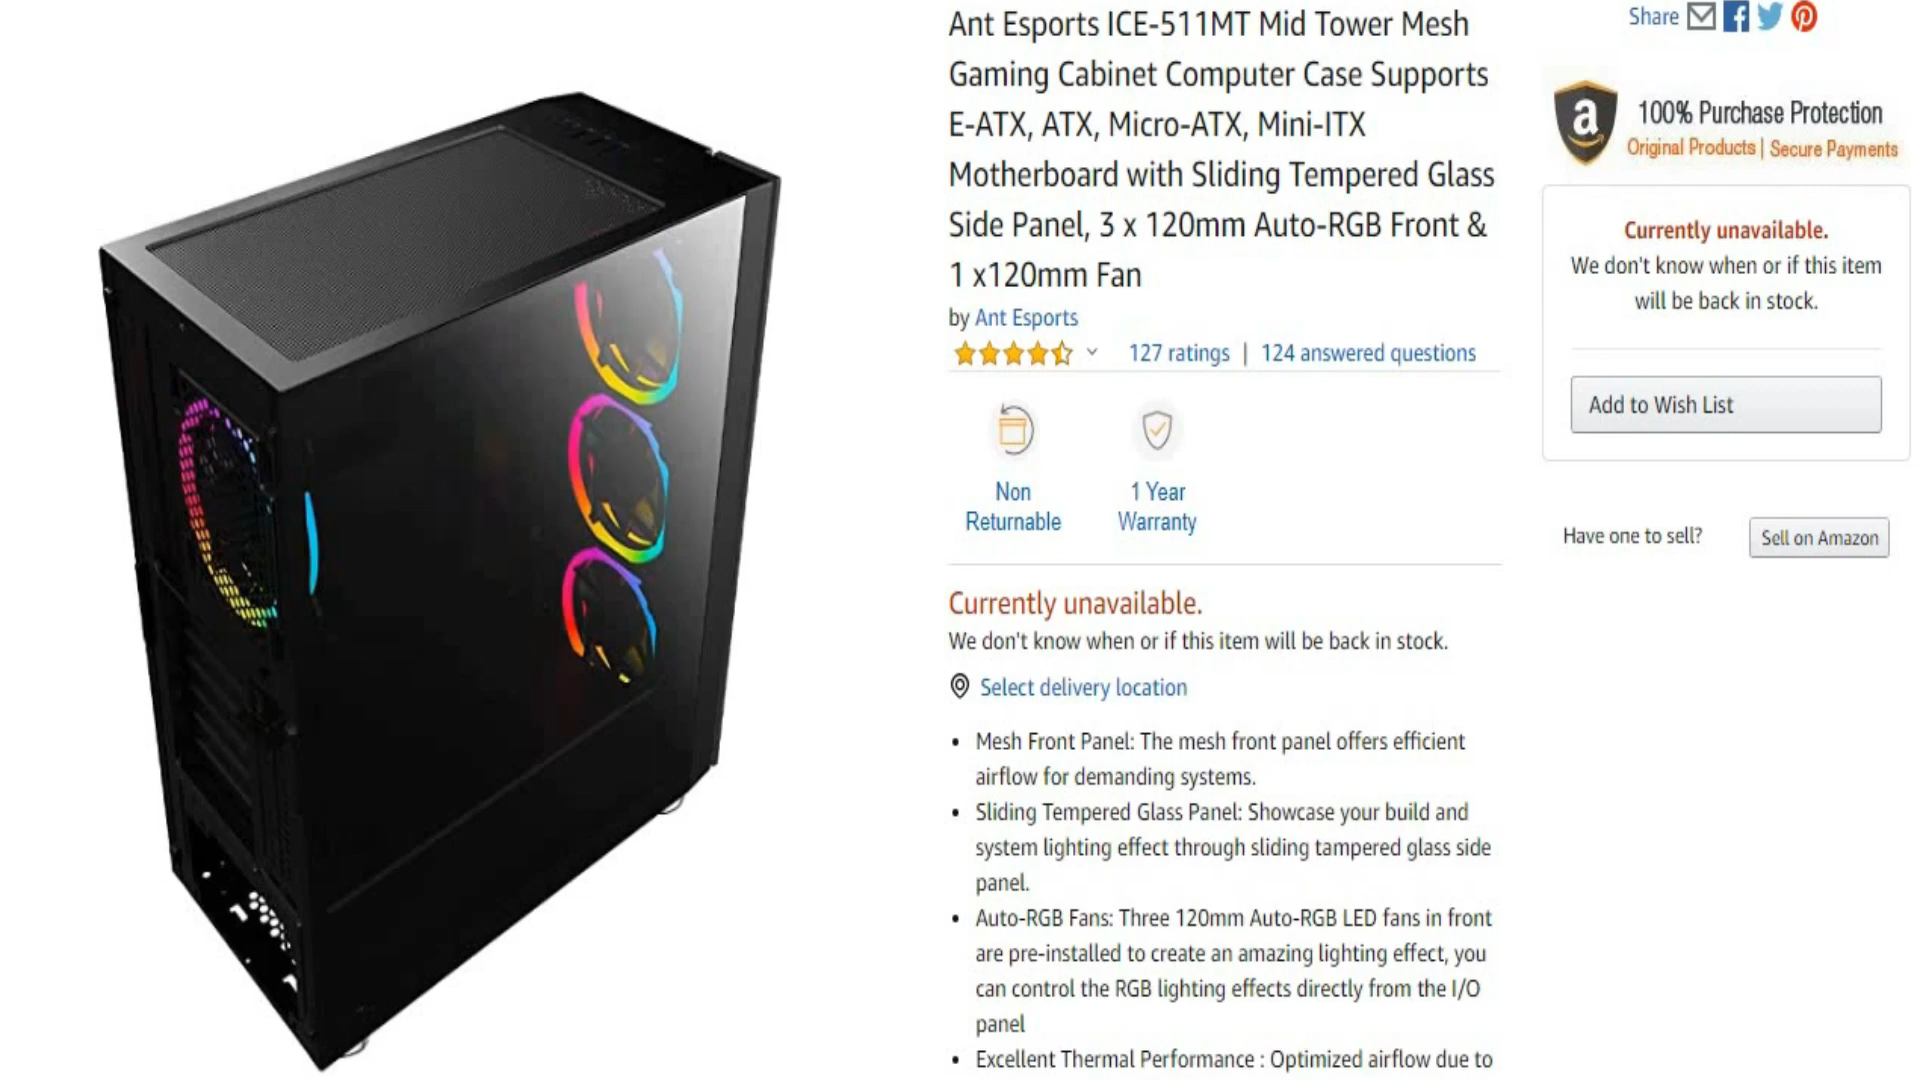 Ant Esports ICE-511MT Mid Tower Mesh
Gaming Cabinet Computer Case Supports
E-ATX, ATX, Micro-ATX, Mini-ITX
Motherboard with Sliding Tempered Glass
Side Panel, 3 x 120mm Auto-RGB Front &
1 x120mm Fan
by Ant Esports
127 ratings | 124 answered questions
Non
Returnable
1 Year
Warranty
Currently unavailable.
We don't know when or if this item will be back in stock.
Select delivery location
• Mesh Front Panel: The mesh front panel offers efficient
airflow for demanding systems.
• Sliding Tempered Glass Panel: Showcase your build and
system lighting effect through sliding tampered glass side
panel.
• Auto-RGB Fans: Three 120mm Auto-RGB LED fans in front
are pre-installed to create an amazing lighting effect, you
can control the RGB lighting effects directly from the I/O
panel
• Excellent Thermal Performance : Optimized airflow due to
Share
a
100% Purchase Protection
Original Products | Secure Payments
Currently unavailable.
We don't know when or if this item
will be back in stock.
Add to Wish List
Have one to sell?
Sell on Amazon